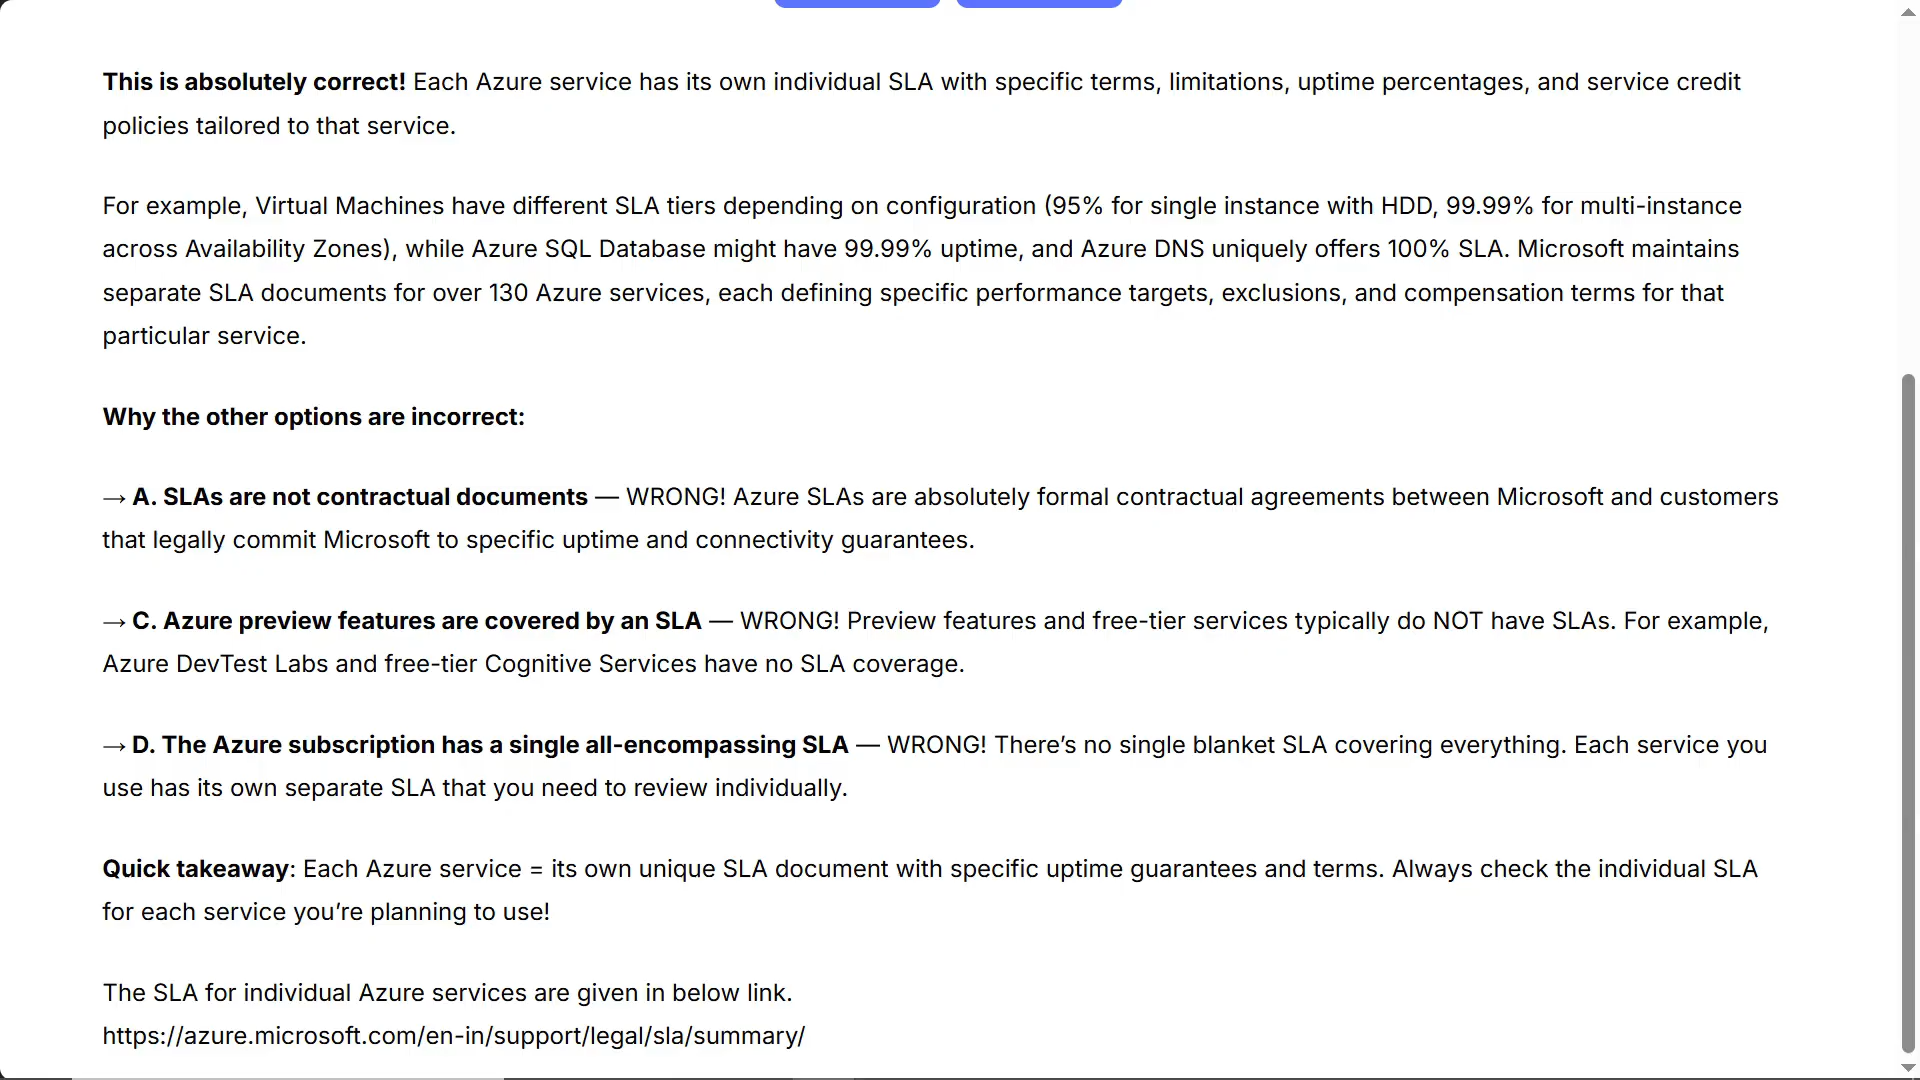 This is absolutely correct! Each Azure service has its own individual SLA with specific terms, limitations, uptime percentages, and service credit
policies tailored to that service.
For example, Virtual Machines have different SLA tiers depending on configuration (95% for single instance with HDD, 99.99% for multi-instance
across Availability Zones), while Azure SQL Database might have 99.99% uptime, and Azure DNS uniquely offers 100% SLA. Microsoft maintains
separate SLA documents for over 130 Azure services, each defining specific performance targets, exclusions, and compensation terms for that
particular service.
Why the other options are incorrect:
→ A. SLAs are not contractual documents — WRONG! Azure SLAs are absolutely formal contractual agreements between Microsoft and customers
that legally commit Microsoft to specific uptime and connectivity guarantees.
→ C. Azure preview features are covered by an SLA — WRONG! Preview features and free-tier services typically do NOT have SLAs. For example,
Azure DevTest Labs and free-tier Cognitive Services have no SLA coverage.
→ D. The Azure subscription has a single all-encompassing SLA — WRONG! There’s no single blanket SLA covering everything. Each service you
use has its own separate SLA that you need to review individually.
Quick takeaway: Each Azure service = its own unique SLA document with specific uptime guarantees and terms. Always check the individual SLA
for each service you’re planning to use!
The SLA for individual Azure services are given in below link.
https://azure.microsoft.com/en-in/support/legal/sla/summary/